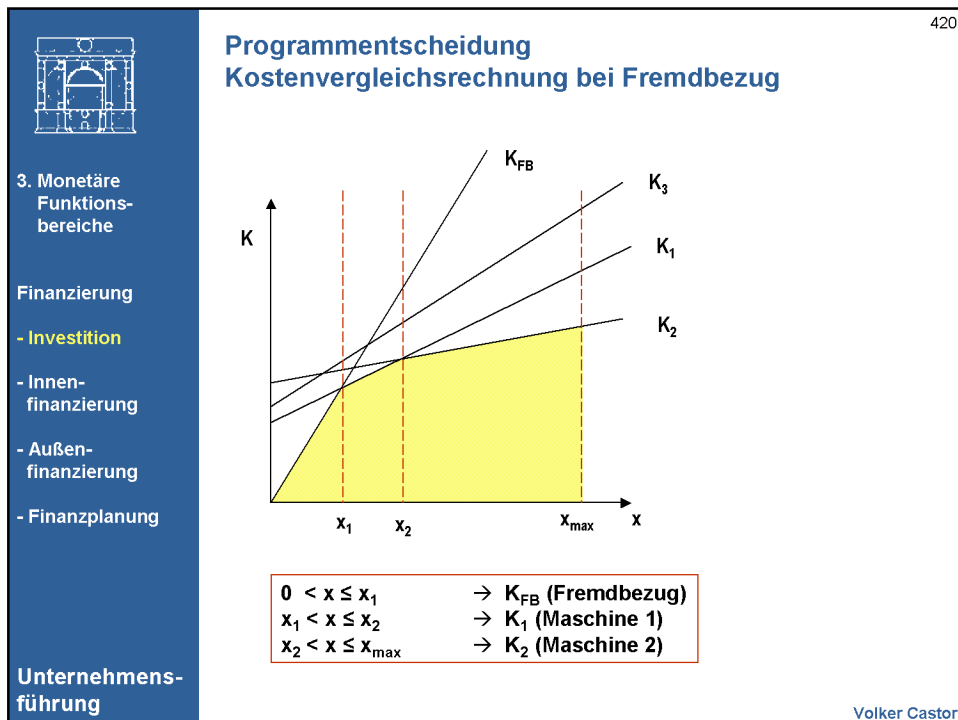 420
Programmentscheidung
Kostenvergleichsrechnung bei Fremdbezug
3. Monetäre
Funktions-
bereiche
Finanzierung
- Investition
- Innen-
finanzierung
- Außen-
finanzierung
- Finanzplanung
Unternehmens-
führung
K
K_FB
K_3
K_1
K_2
x_1
x_2
x_max
x
0 < x ≤ x_1 → K_FB (Fremdbezug)
x_1 < x ≤ x_2 → K_1 (Maschine 1)
x_2 < x ≤ x_max → K_2 (Maschine 2)
Volker Castor